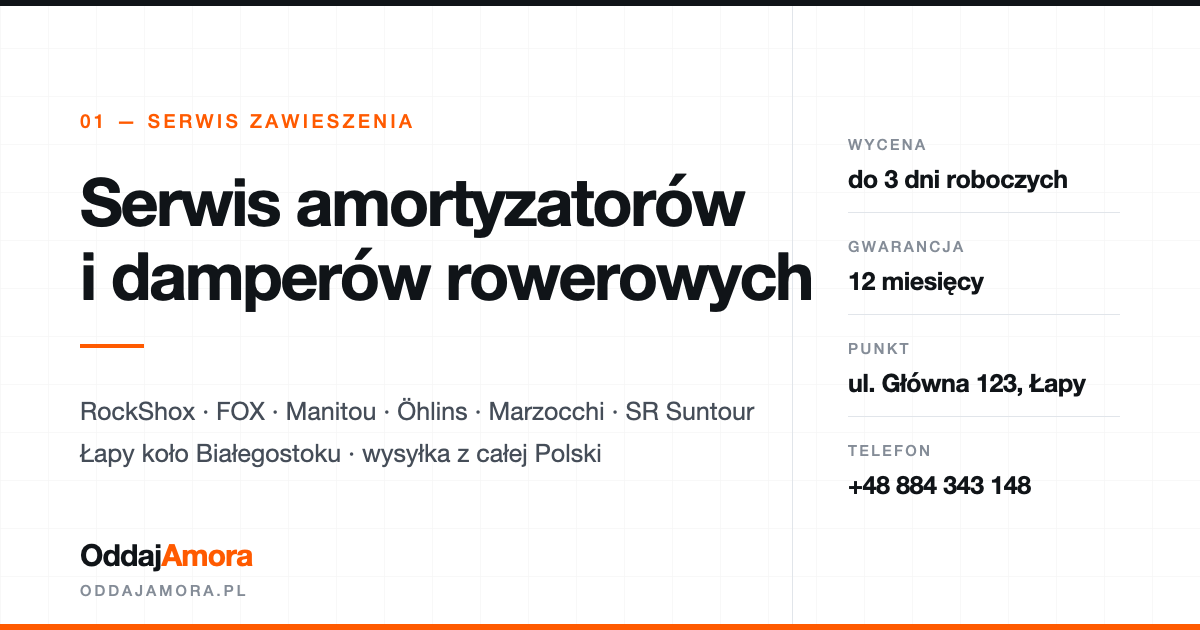 01 — SERWIS ZAWIESZENIA
Serwis amortyzatorów
i damperów rowerowych
RockShox · FOX · Manitou · Öhlins · Marzocchi · SR Suntour
Łapy koło Białegostoku · wysyłka z całej Polski
OddajAmora
ODDAJAMORA.PL
WYCENA
do 3 dni roboczych
GWARANCJA
12 miesięcy
PUNKT
ul. Główna 123, Łapy
TELEFON
+48 884 343 148